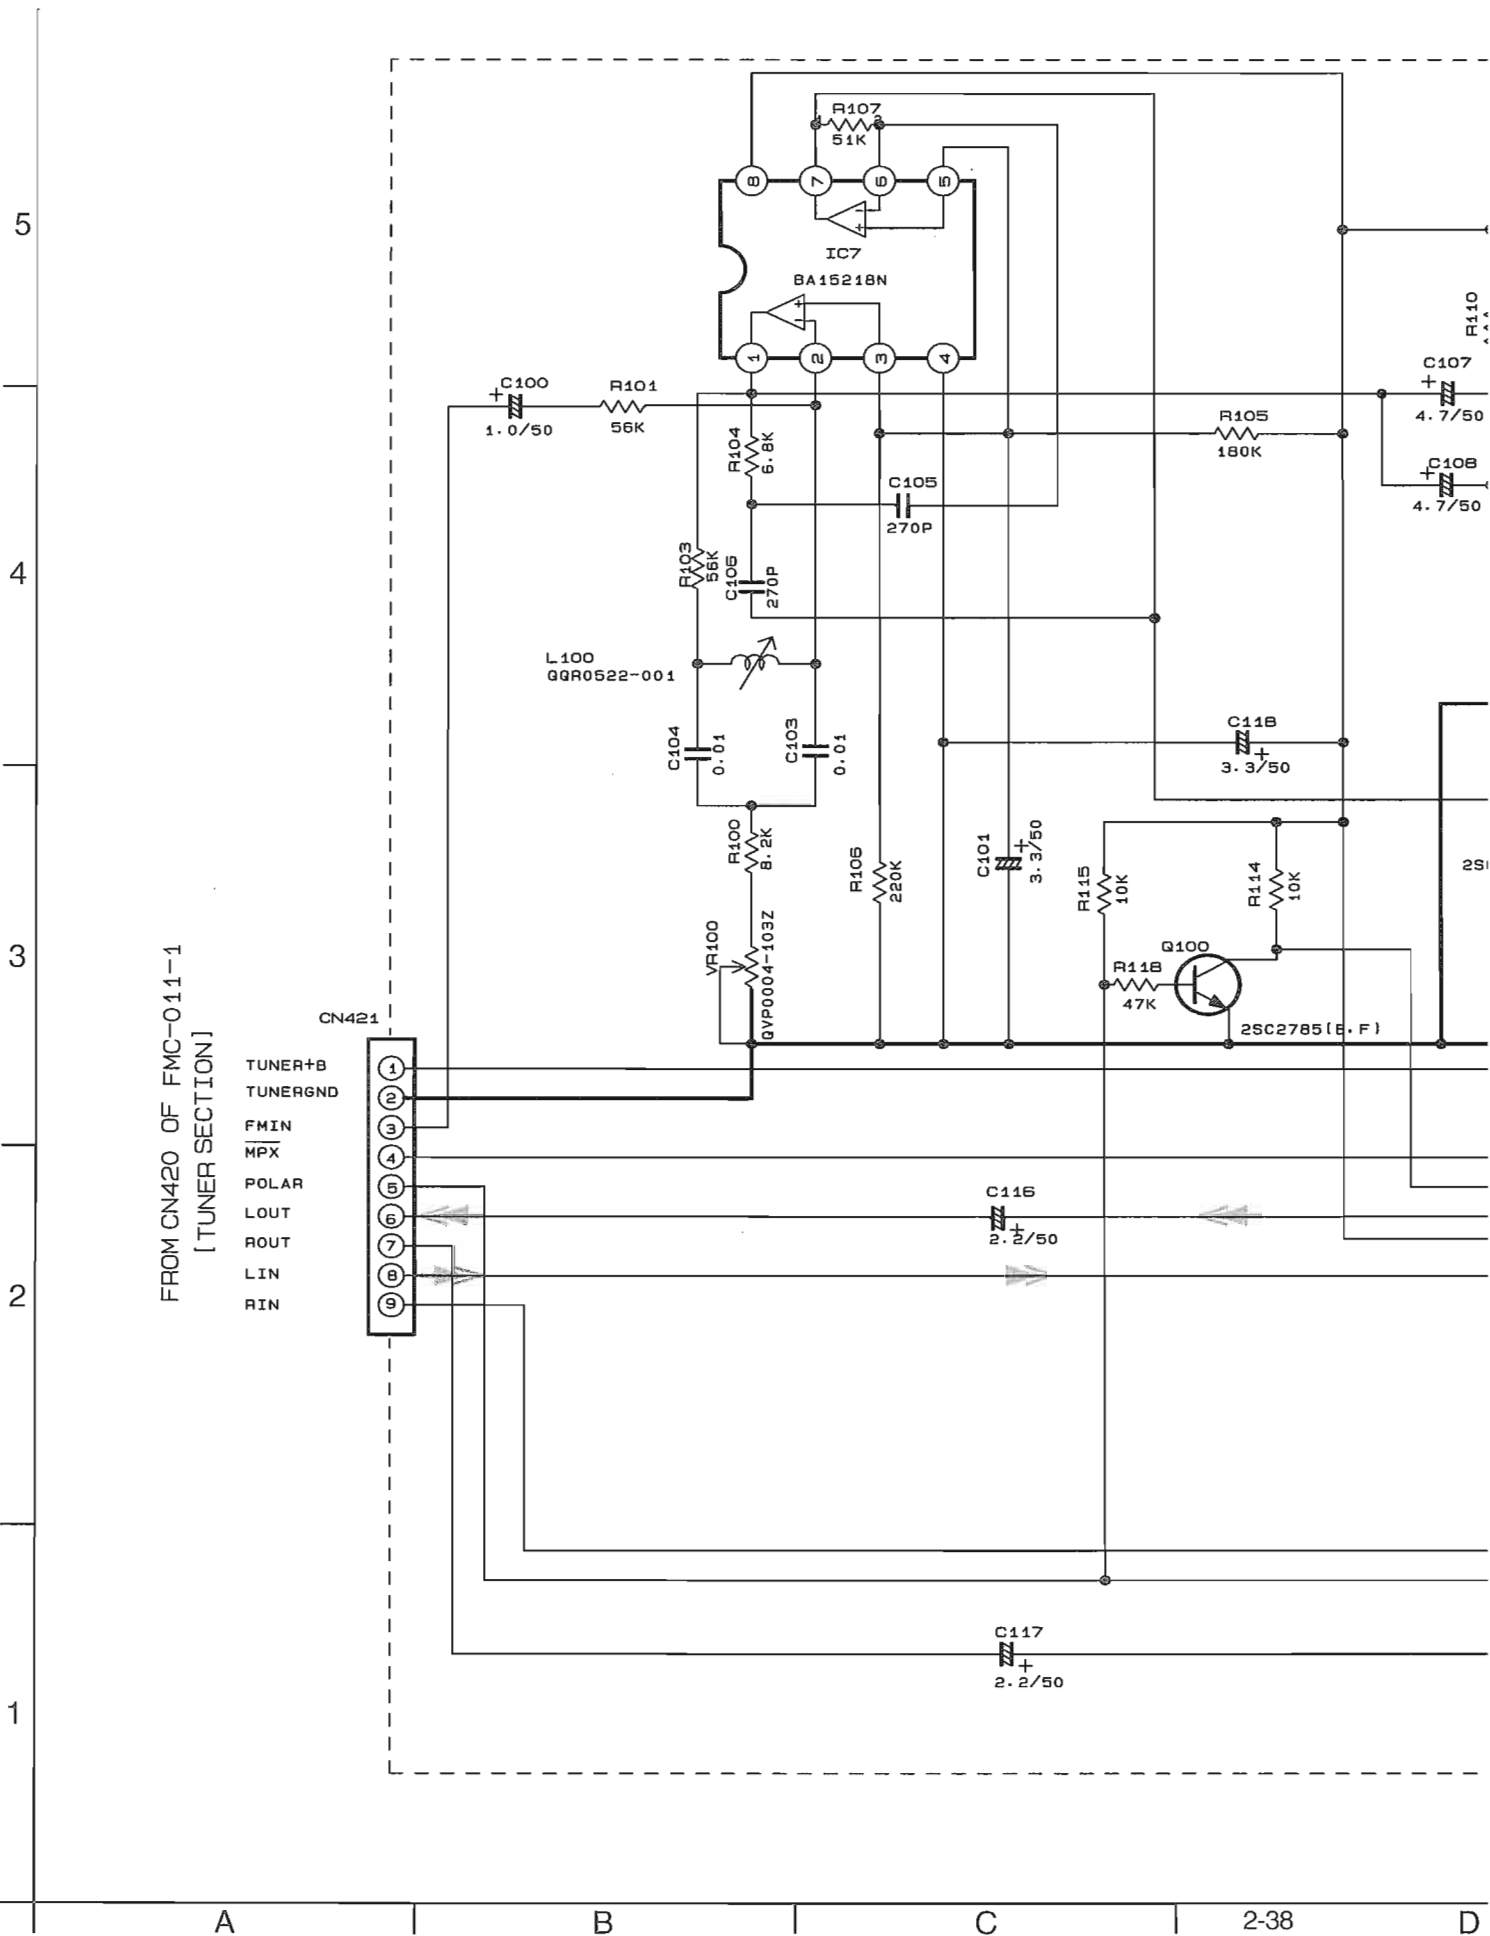 R107
51K
8
7
6
5
IC7
BA15218N
1
2
3
4
5
R110
C107
+
4.7/50
C100
+
1.0/50
R101
56K
R104
6.8K
R105
180K
C108
+
4.7/50
C105
270P
4
R103
56K
C106
270P
L100
QQR0522-001
C118
+
3.3/50
C104
0.01
C103
0.01
R100
8.2K
R106
220K
C101
+
3.3/50
R115
10K
R114
10K
2S
3
VR100
QVP0004-103Z
Q100
R118
47K
2SC2785(E.F)
FROM CN420 OF FMC-011-1
[TUNER SECTION]
CN421
TUNER+B 1
TUNERGND 2
FMIN 3
MPX 4
POLAR 5
LOUT 6
ROUT 7
LIN 8
RIN 9
C116
+
2.2/50
2
C117
+
2.2/50
1
A
B
C
2-38
D